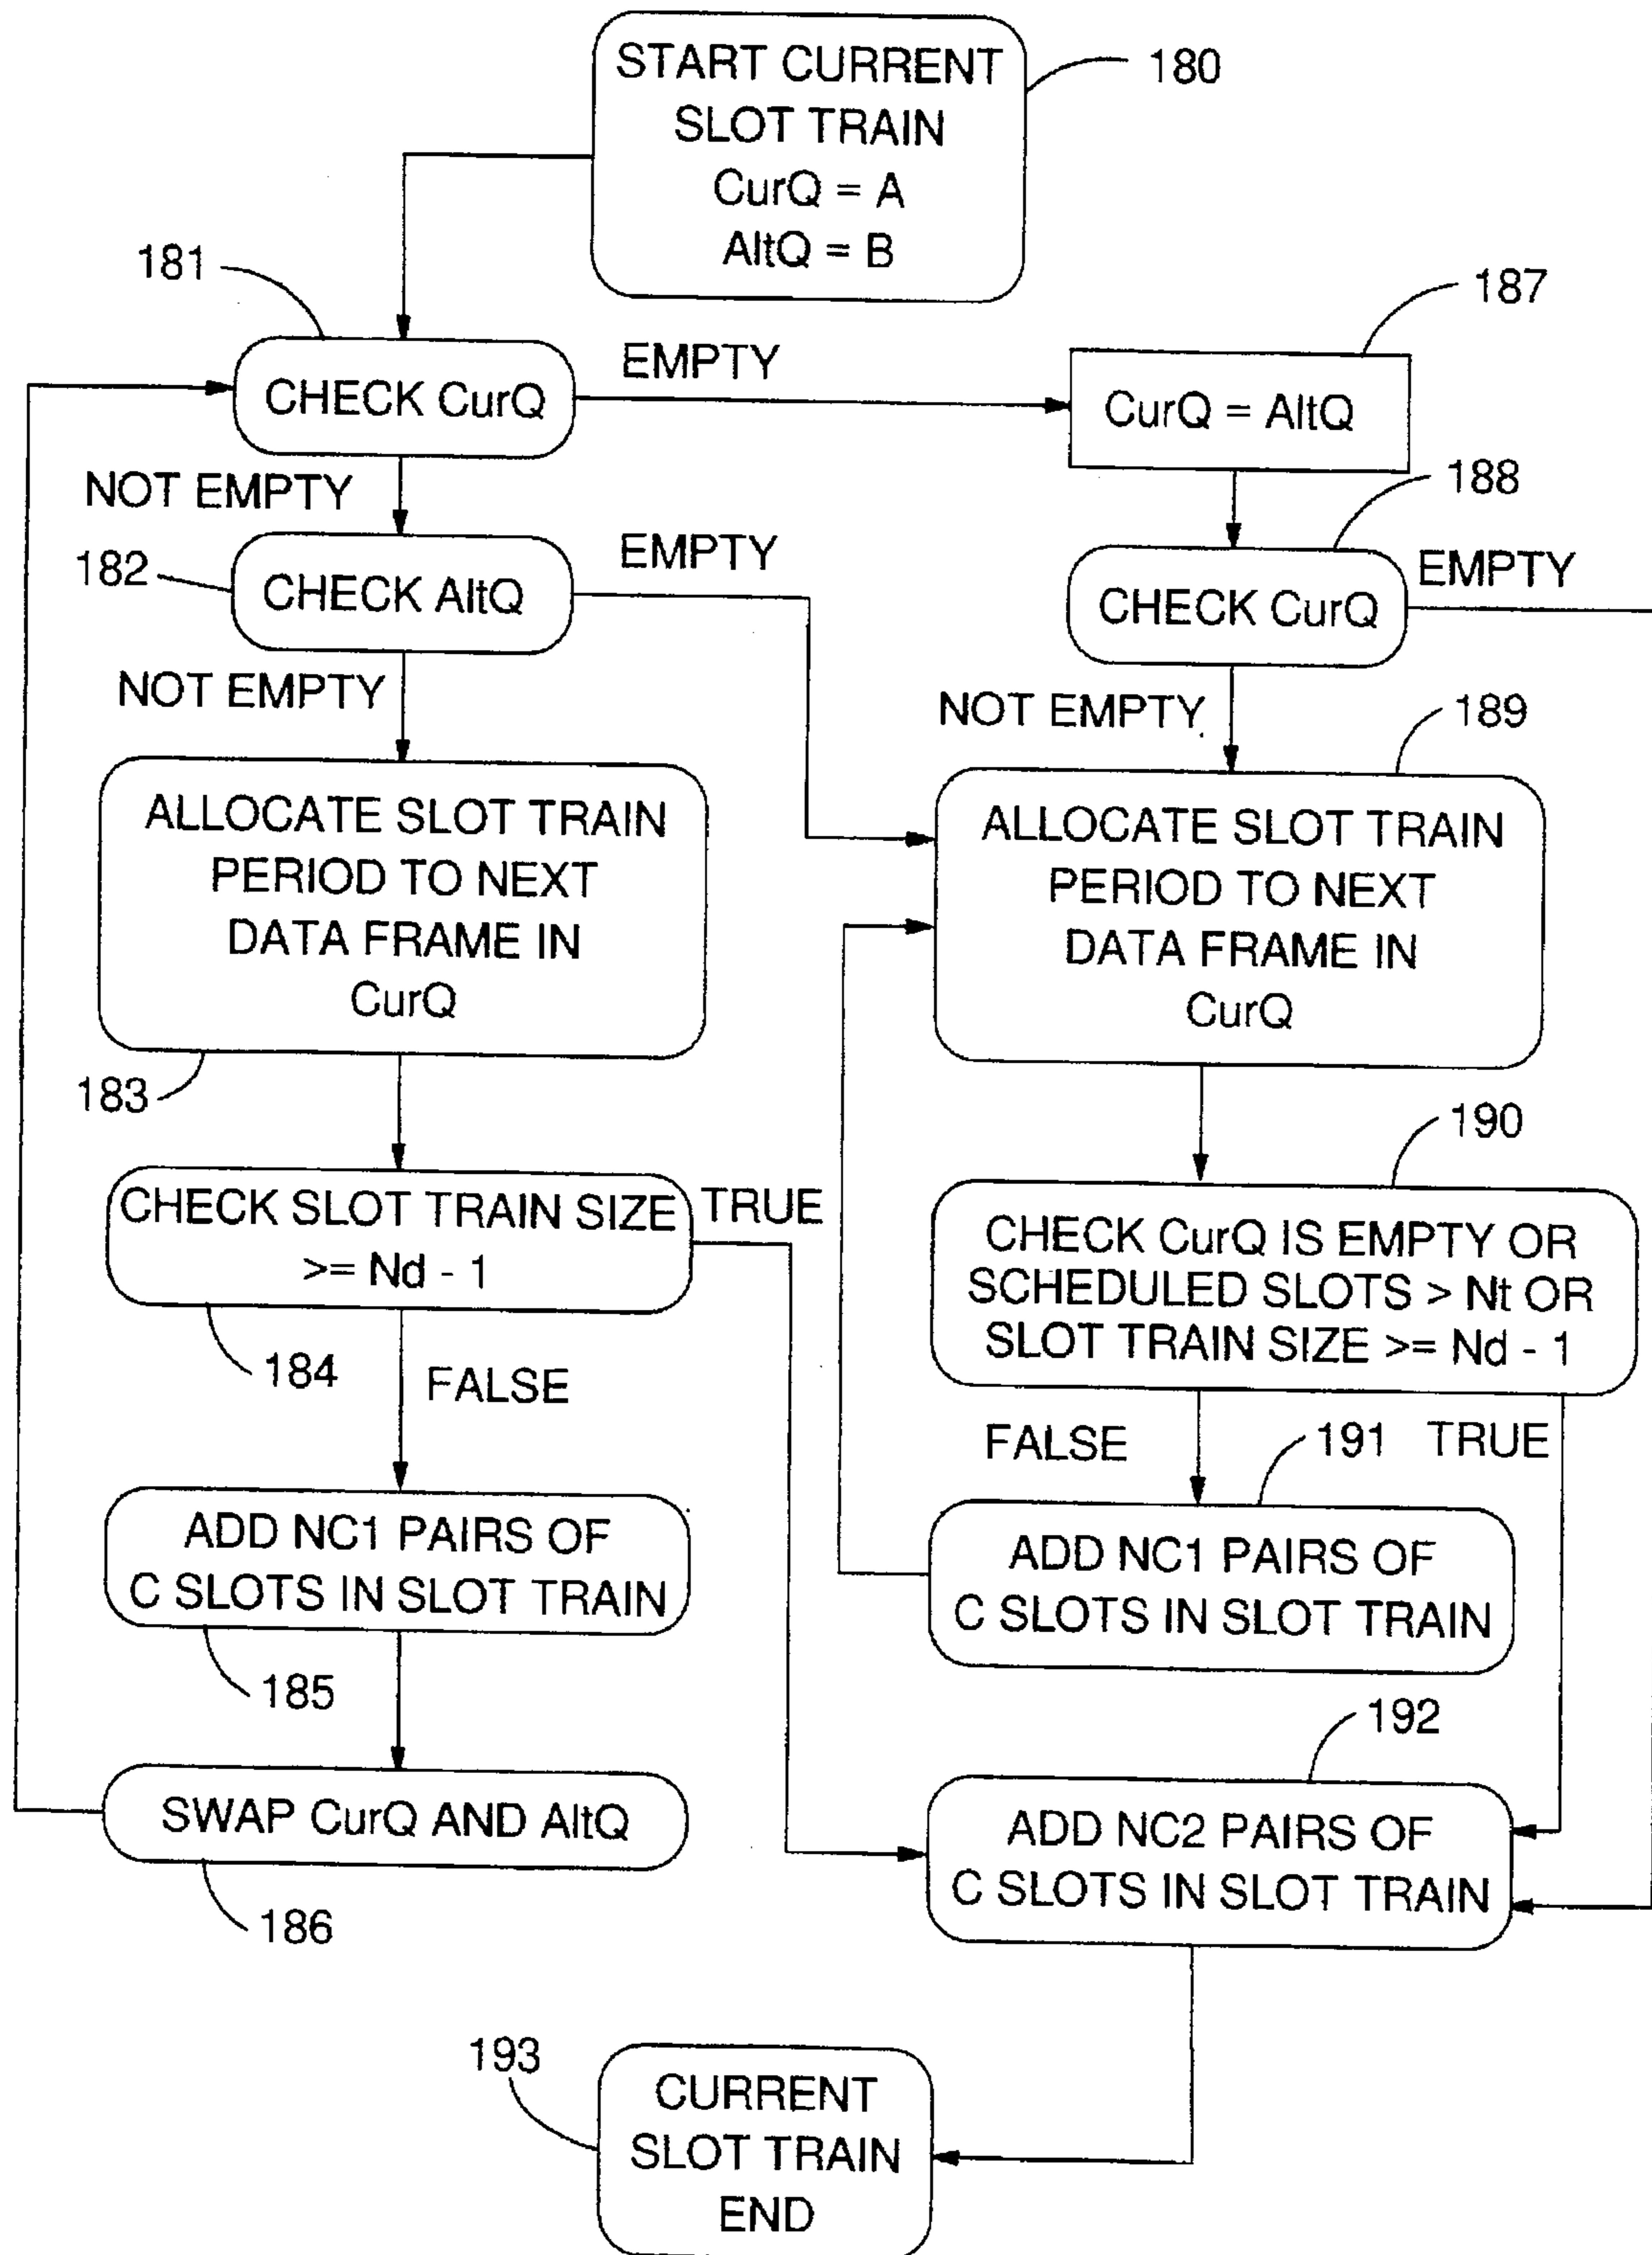 START CURRENT
SLOT TRAIN
CurQ = A
AltQ = B
180
181
CHECK CurQ
EMPTY
187
CurQ = AltQ
NOT EMPTY
188
182
CHECK AltQ
EMPTY
CHECK CurQ
EMPTY
NOT EMPTY
NOT EMPTY
189
ALLOCATE SLOT TRAIN
PERIOD TO NEXT
DATA FRAME IN
CurQ
183
ALLOCATE SLOT TRAIN
PERIOD TO NEXT
DATA FRAME IN
CurQ
190
CHECK SLOT TRAIN SIZE
>= Nd - 1
TRUE
184
FALSE
CHECK CurQ IS EMPTY OR
SCHEDULED SLOTS > Nt OR
SLOT TRAIN SIZE >= Nd - 1
FALSE
191
TRUE
ADD NC1 PAIRS OF
C SLOTS IN SLOT TRAIN
185
ADD NC1 PAIRS OF
C SLOTS IN SLOT TRAIN
192
SWAP CurQ AND AltQ
186
ADD NC2 PAIRS OF
C SLOTS IN SLOT TRAIN
193
CURRENT
SLOT TRAIN
END